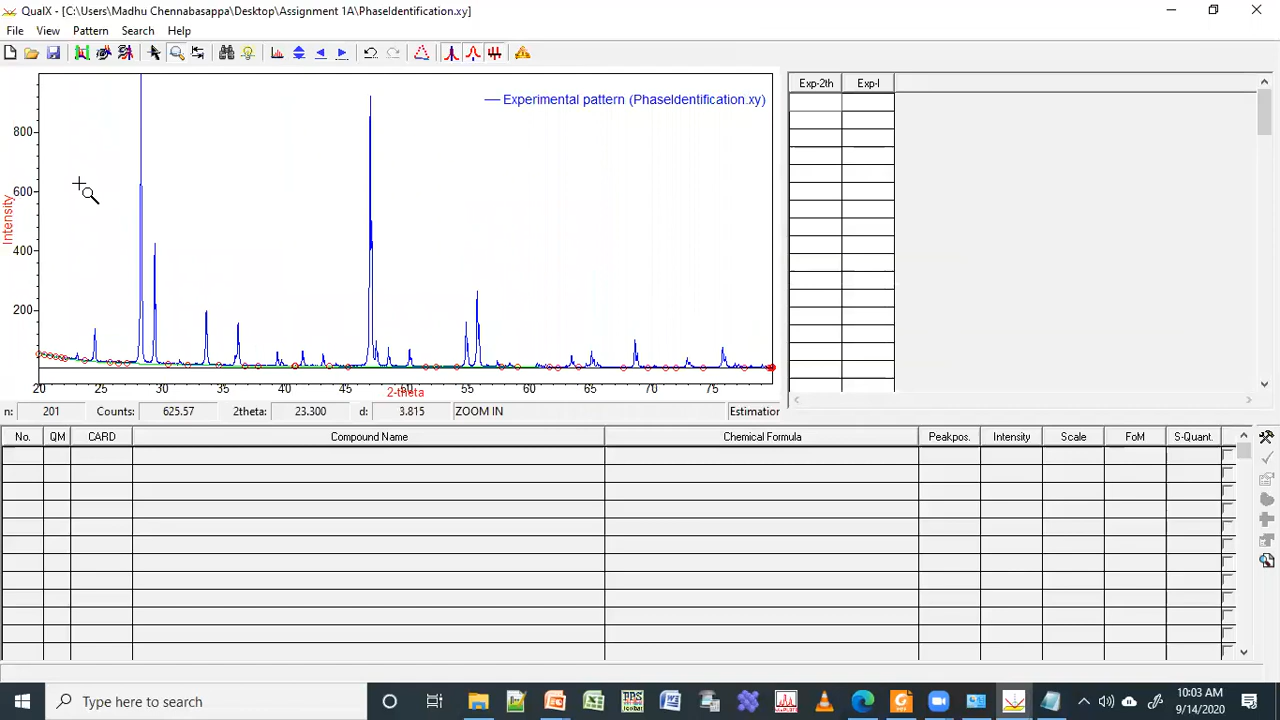 QualX - [C:\Users\Madhu Chennabasappa\Desktop\Assignment 1A\PhaseIdentification.xy]
File View Pattern Search Help
Experimental pattern (PhaseIdentification.xy)
Exp-2th Exp-I
800
600
400
200
Intensity
20 25 30 35 40 45 50 55 60 65 70 75
2-theta
n: 201 Counts: 625.57 2theta: 23.300 d: 3.815 ZOOM IN Estimation
No. QM CARD Compound Name Chemical Formula Peakpos. Intensity Scale FoM S-Quant.
Type here to search
10:03 AM
9/14/2020